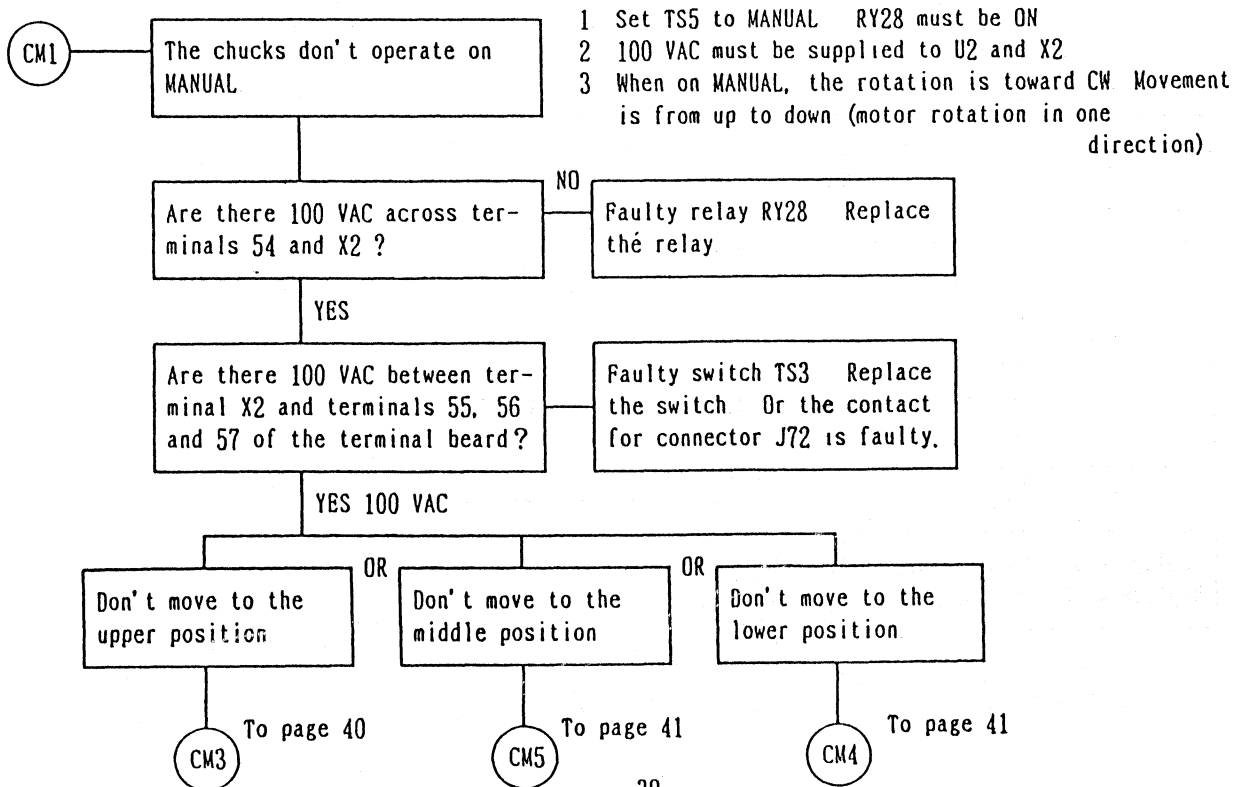 CM1
The chucks don't operate on
MANUAL
1 Set TS5 to MANUAL RY28 must be ON
2 100 VAC must be supplied to U2 and X2
3 When on MANUAL, the rotation is toward CW Movement
is from up to down (motor rotation in one
direction)
Are there 100 VAC across ter-
minals 54 and X2 ?
NO
Faulty relay RY28 Replace
thé relay
YES
Are there 100 VAC between ter-
minal X2 and terminals 55, 56
and 57 of the terminal beard?
Faulty switch TS3 Replace
the switch Or the contact
for connector J72 is faulty.
YES 100 VAC
Don't move to the
upper position
OR
Don't move to the
middle position
OR
Don't move to the
lower position
To page 40
CM3
To page 41
CM5
To page 41
CM4